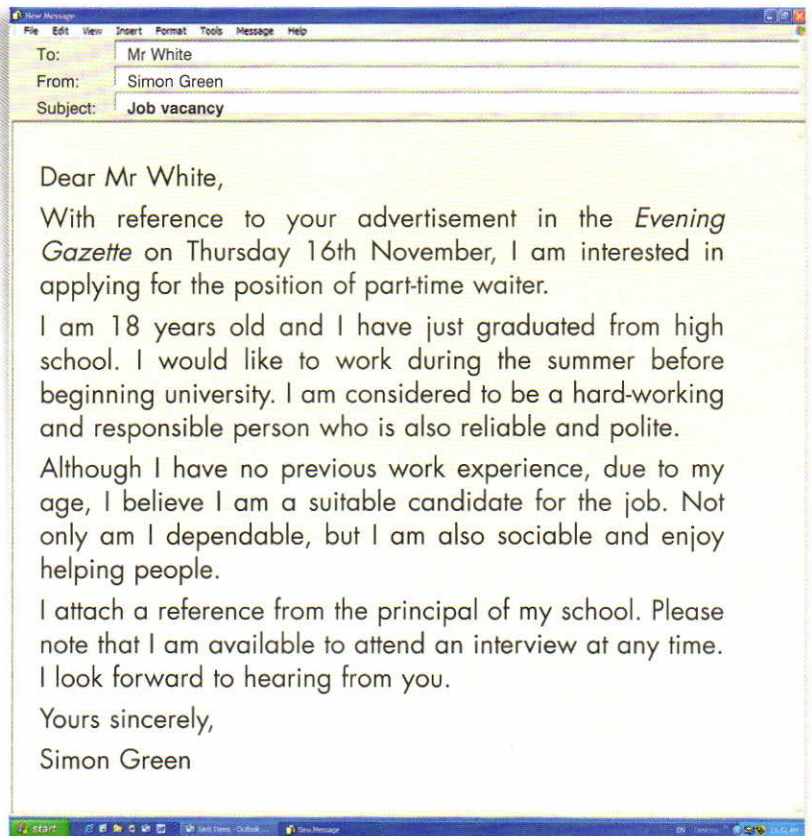 New Message
File Edit View Insert Format Tools Message Help
To: Mr White
From: Simon Green
Subject: Job vacancy
Dear Mr White,
With reference to your advertisement in the Evening
Gazette on Thursday 16th November, I am interested in
applying for the position of part-time waiter.
I am 18 years old and I have just graduated from high
school. I would like to work during the summer before
beginning university. I am considered to be a hard-working
and responsible person who is also reliable and polite.
Although I have no previous work experience, due to my
age, I believe I am a suitable candidate for the job. Not
only am I dependable, but I am also sociable and enjoy
helping people.
I attach a reference from the principal of my school. Please
note that I am available to attend an interview at any time.
I look forward to hearing from you.
Yours sincerely,
Simon Green
start Sent Items - Outlook ... New Message EN